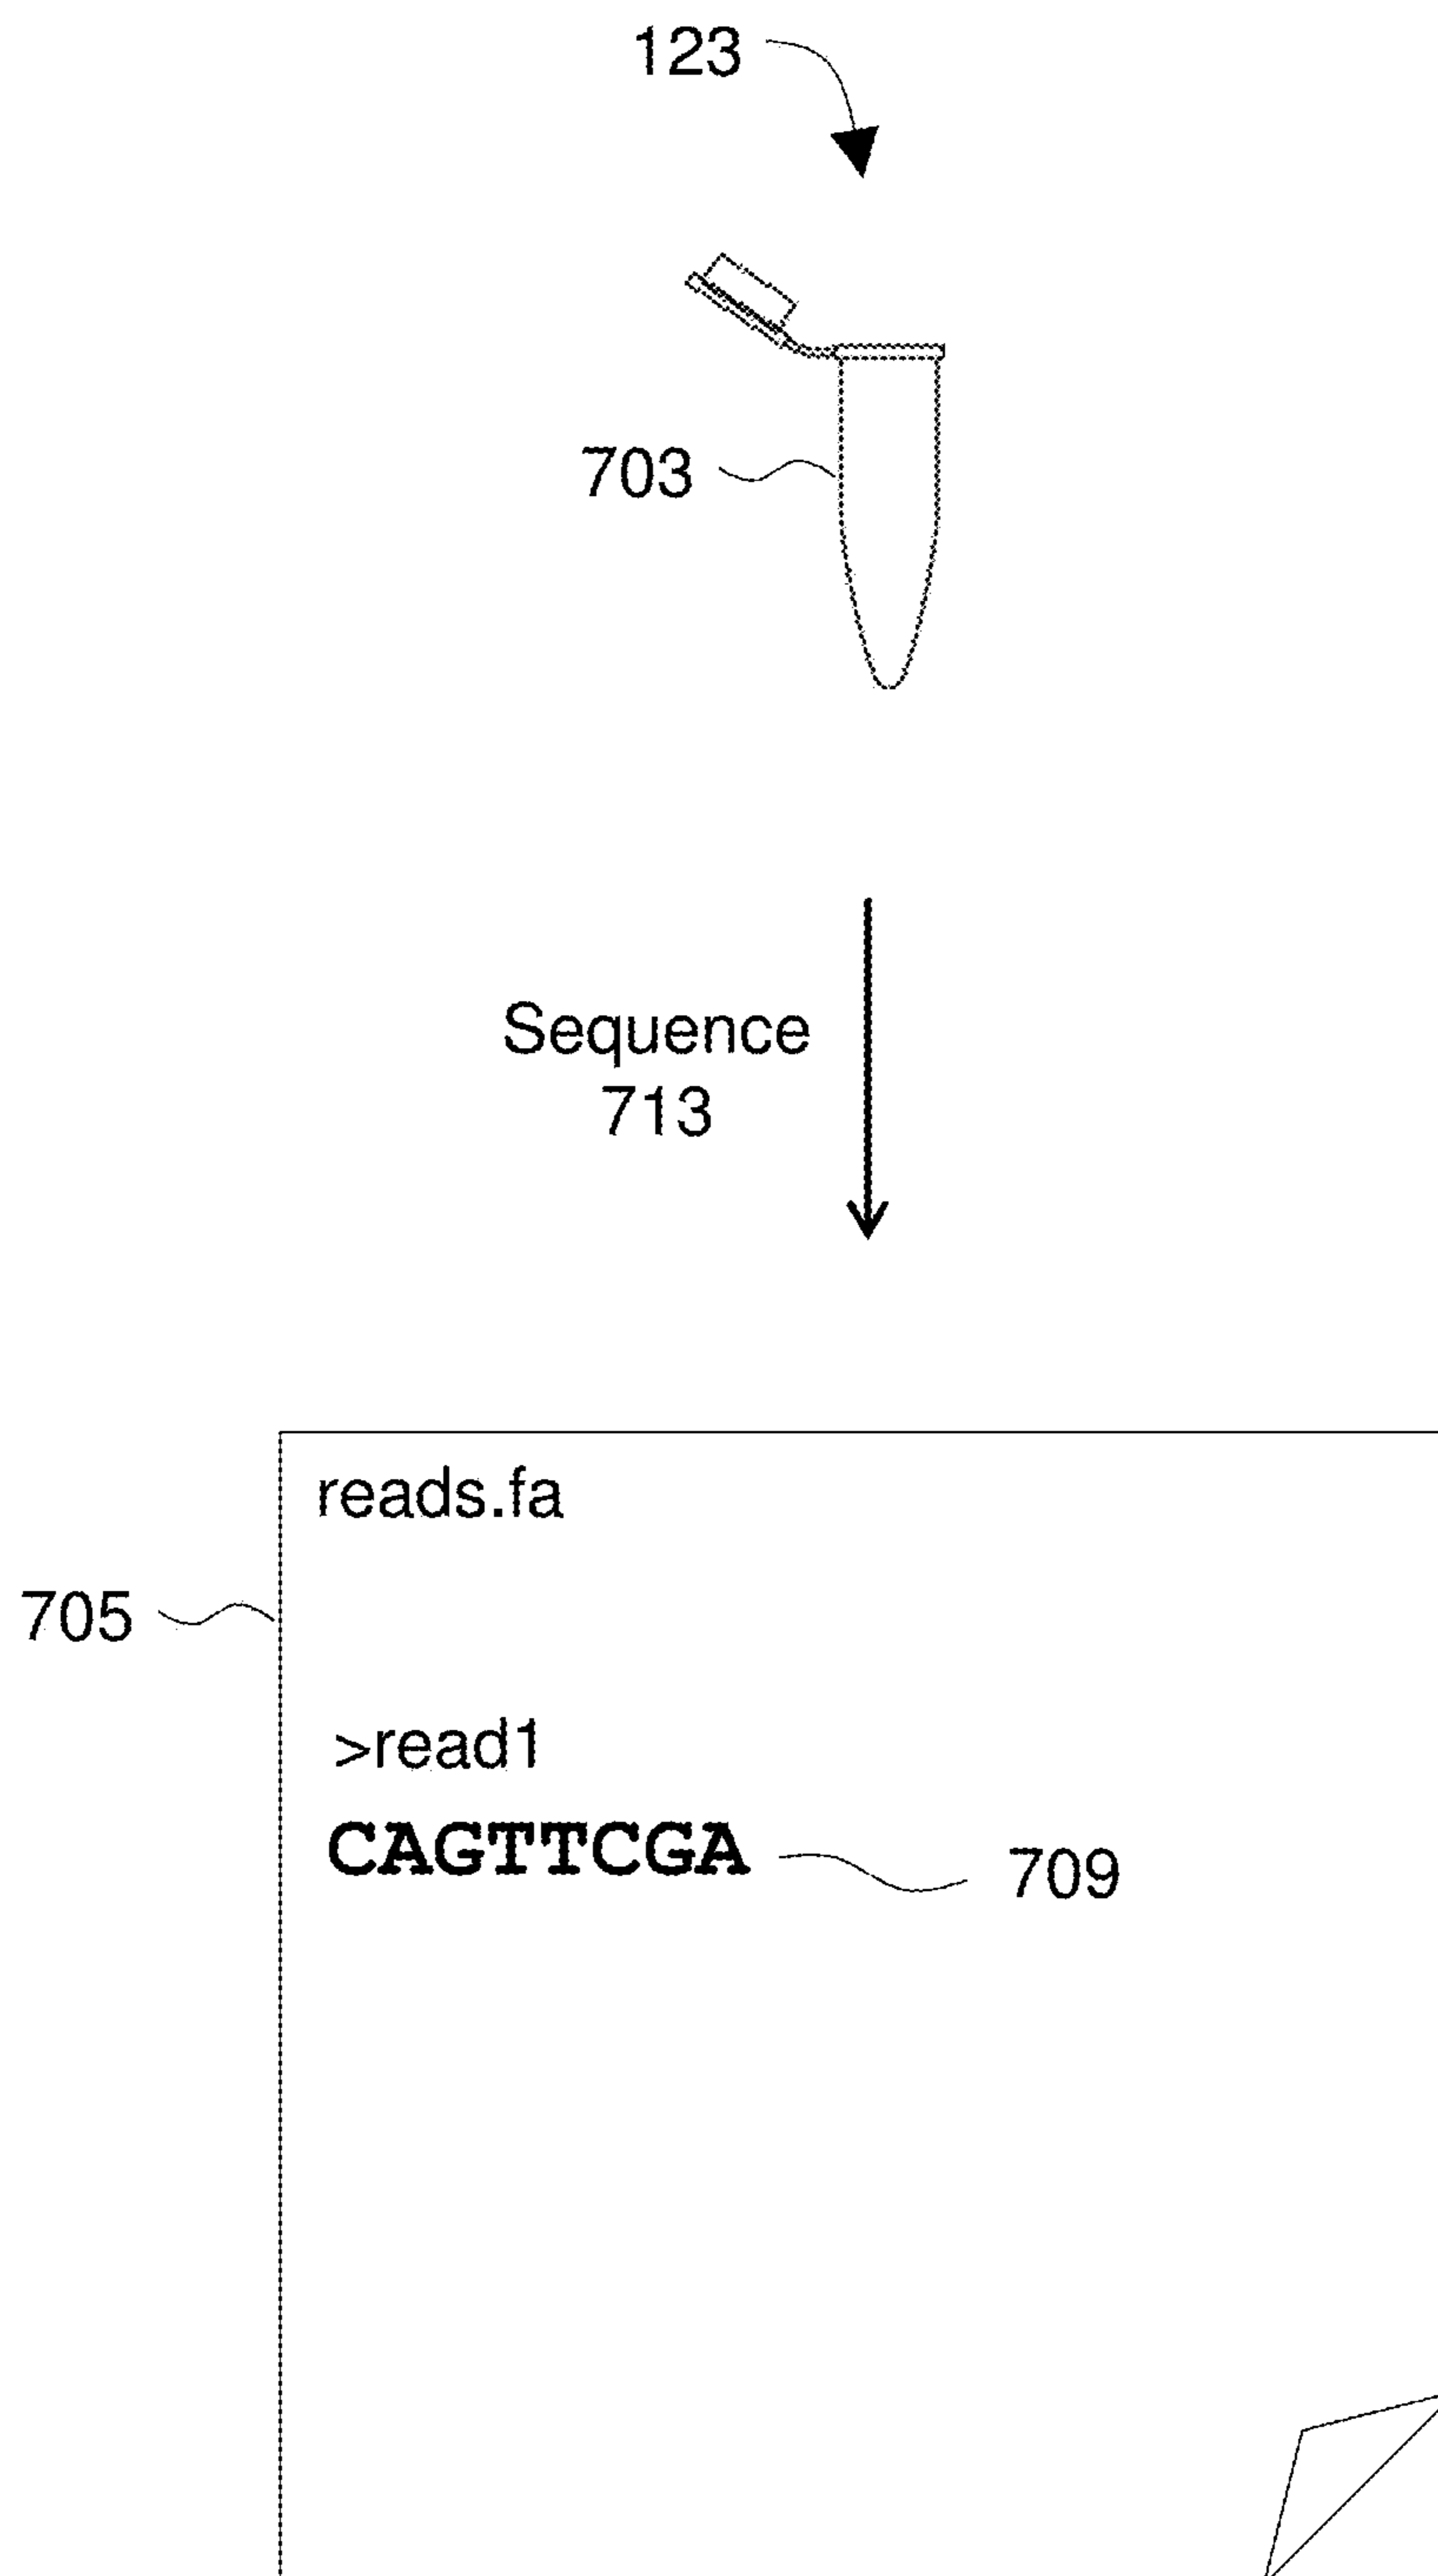 123
703
Sequence
713
reads.fa
705
>read1
CAGTTCGA
709